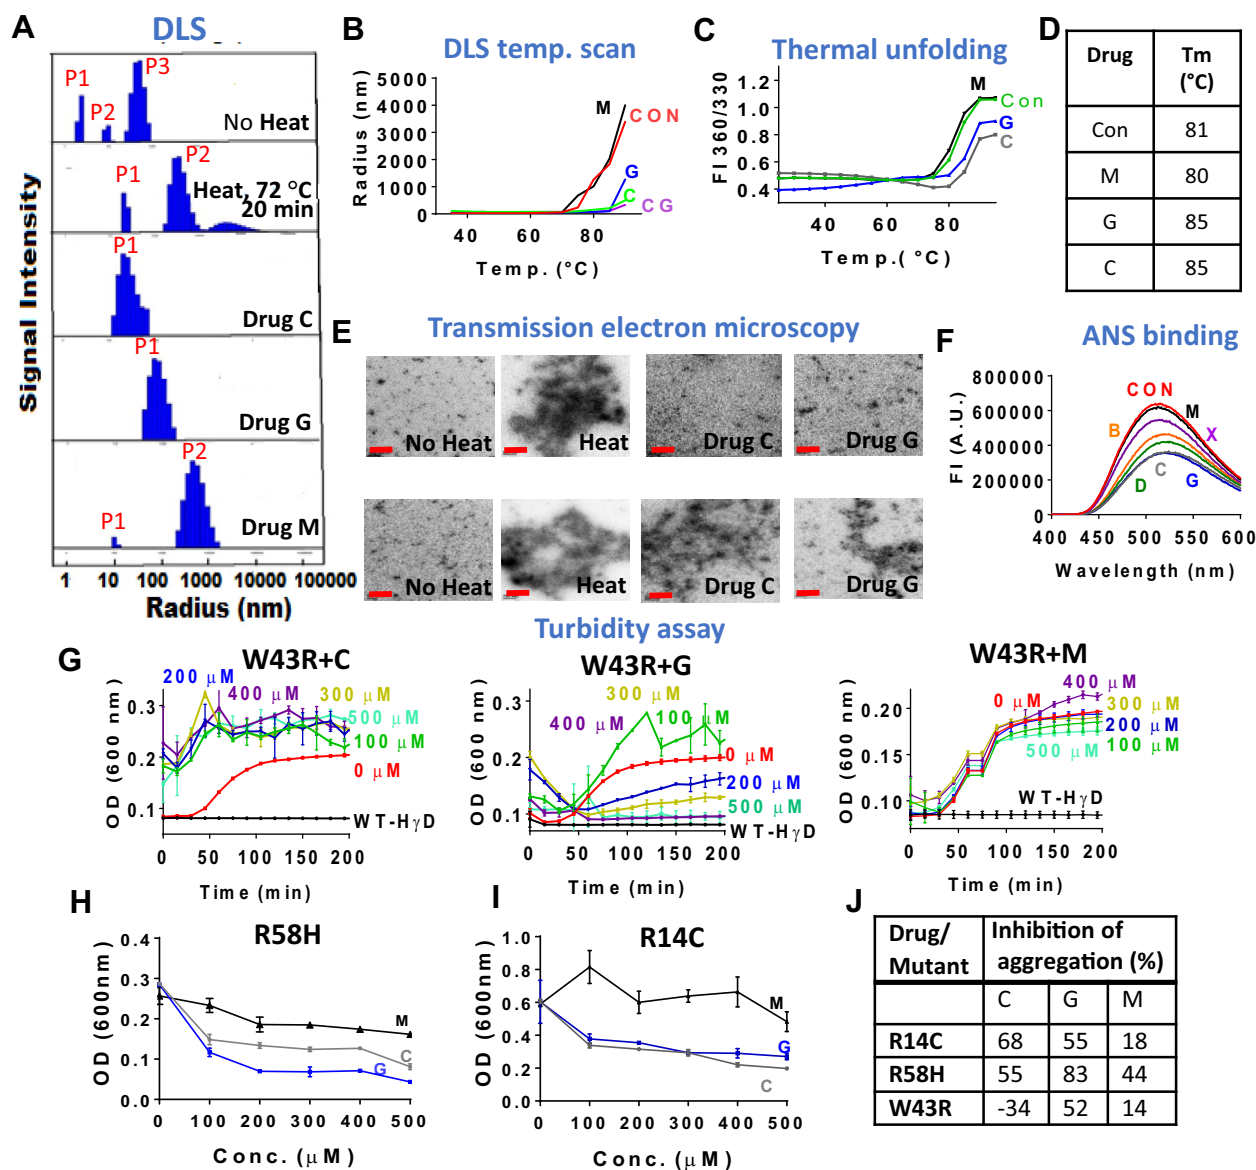 A
DLS
P1
P2
P3
No Heat
P1
P2
Heat, 72 °C
20 min
P1
Drug C
P1
Drug G
P1
P2
Drug M
Signal Intensity
1 10 100 1000 10000 100000
Radius (nm)
B
DLS temp. scan
Radius (nm)
5000
4000
3000
2000
1000
0
M
CON
G
C
CG
40 60 80
Temp. (°C)
C
Thermal unfolding
FI 360/330
1.2
1.0
0.8
0.6
0.4
M
Con
G
C
40 60 80
Temp.( °C)
D
Drug Tm (°C)
Con 81
M 80
G 85
C 85
E
Transmission electron microscopy
No Heat
Heat
Drug C
Drug G
No Heat
Heat
Drug C
Drug G
F
ANS binding
FI (A.U.)
800000
600000
400000
200000
0
CON
M
B
X
C
D
G
400 450 500 550 600
Wavelength (nm)
Turbidity assay
G
W43R+C
OD (600 nm)
0.3
0.2
0.1
200 μM
400 μM
300 μM
500 μM
100 μM
0 μM
WT-HγD
0 50 100 150 200
Time (min)
W43R+G
OD (600 nm)
0.3
0.2
0.1
300 μM
400 μM
100 μM
0 μM
200 μM
300 μM
500 μM
WT-HγD
0 50 100 150 200
Time (min)
W43R+M
OD (600 nm)
0.20
0.15
0.10
400 μM
0 μM
300 μM
200 μM
100 μM
500 μM
WT-HγD
0 50 100 150 200
Time (min)
H
R58H
OD (600nm)
0.4
0.3
0.2
0.1
0.0
M
C
G
0 100 200 300 400 500
Conc. (μM)
I
R14C
OD (600nm)
1.0
0.8
0.6
0.4
0.2
0.0
M
G
C
0 100 200 300 400 500
Conc. (μM)
J
Drug/
Mutant
Inhibition of
aggregation (%)
C G M
R14C 68 55 18
R58H 55 83 44
W43R -34 52 14